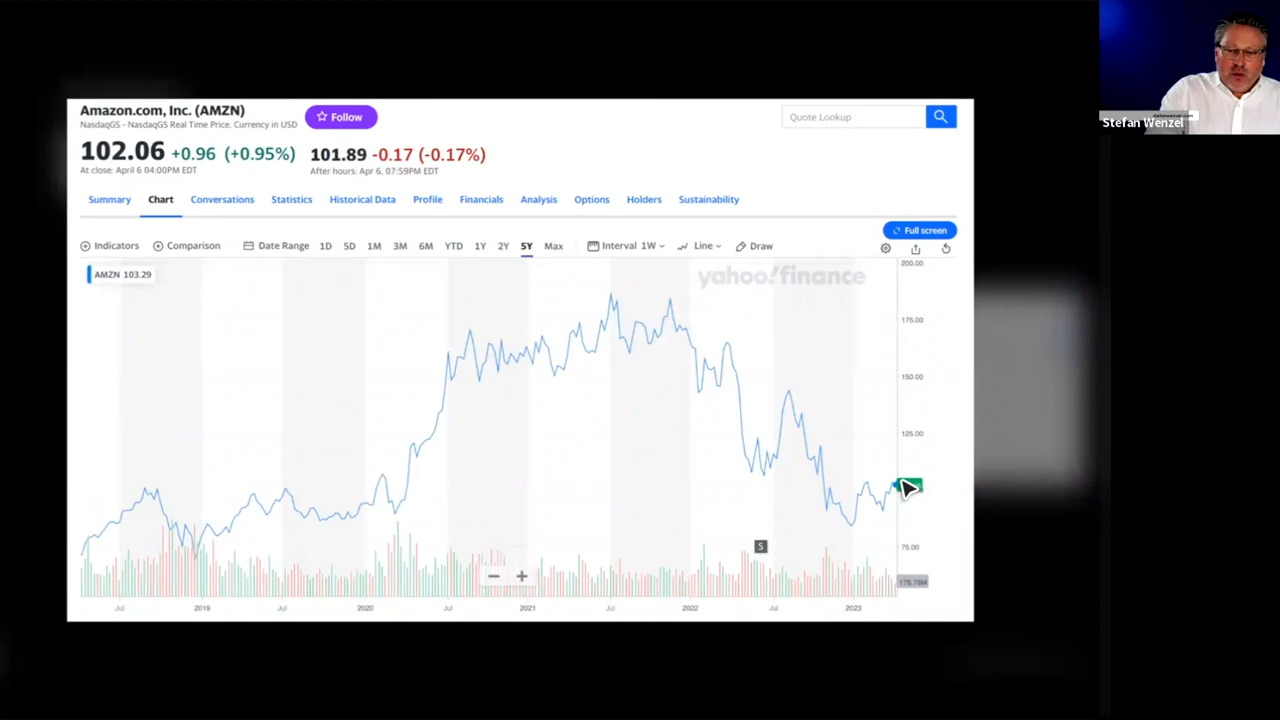 Amazon.com, Inc. (AMZN)
Follow
NasdaqGS - NasdaqGS Real Time Price. Currency in USD
Quote Lookup
102.06 +0.96 (+0.95%)
101.89 -0.17 (-0.17%)
At close: April 6 04:00PM EDT
After hours: Apr 6, 07:59PM EDT
Summary Chart Conversations Statistics Historical Data Profile Financials Analysis Options Holders Sustainability
Full screen
Indicators Comparison Date Range 1D 5D 1M 3M 6M YTD 1Y 2Y 5Y Max Interval 1W Line Draw
AMZN 103.29
yahoo!finance
200.00
175.00
150.00
125.00
75.00
S
178.78M
Jul 2019 Jul 2020 Jul 2021 Jul 2022 Jul 2023
Stefan Wenzel